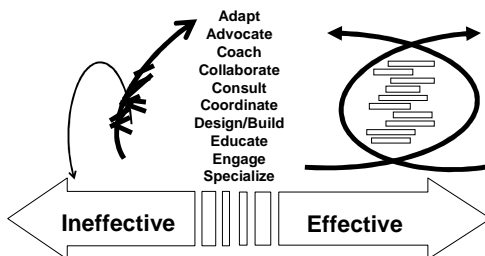 Adapt
Advocate
Coach
Collaborate
Consult
Coordinate
Design/Build
Educate
Engage
Specialize
Ineffective
Effective